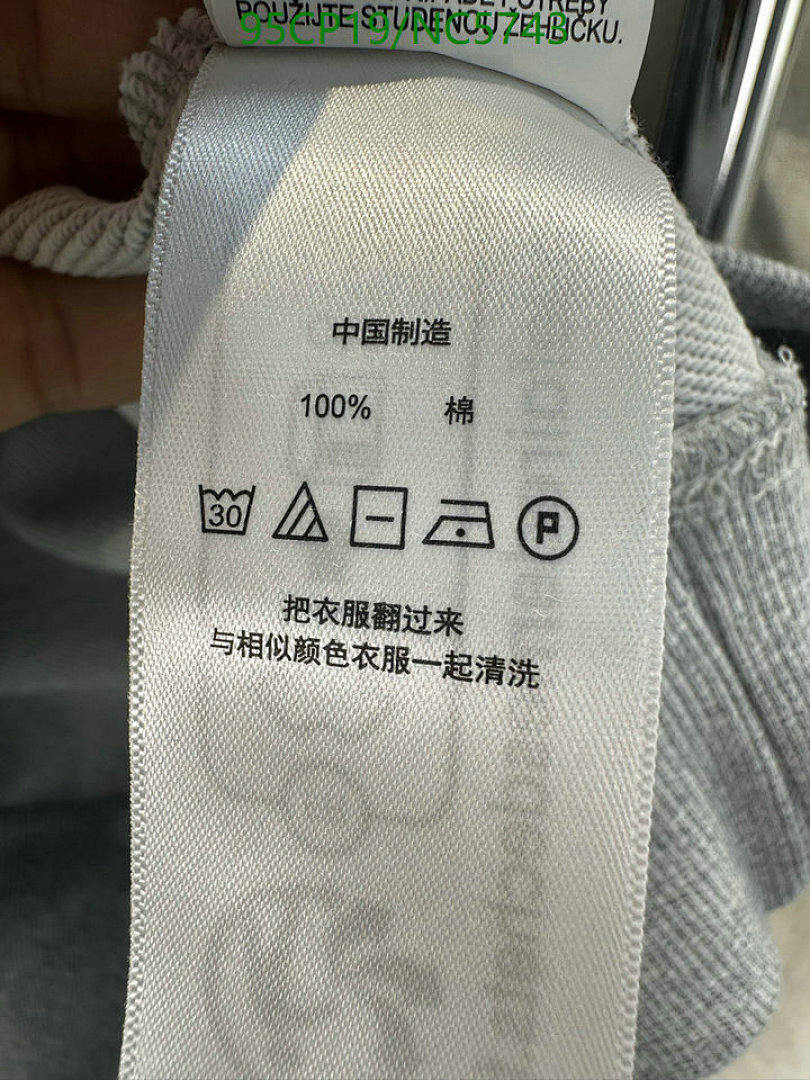 95CP19/NC5743
POUŽIJTE STUDENOU ŽEHLIČKU.
中国制造
100% 棉
30 P
把衣服翻过来
与相似颜色衣服一起清洗